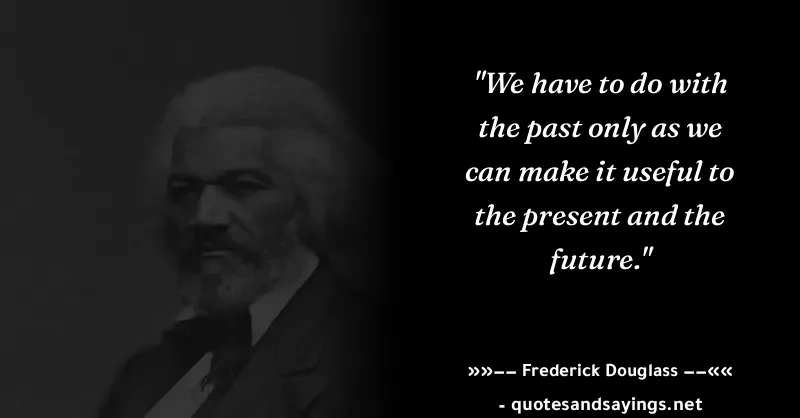 "We have to do with
the past only as we
can make it useful to
the present and the
future."
»»−− Frederick Douglass −−««
- quotesandsayings.net